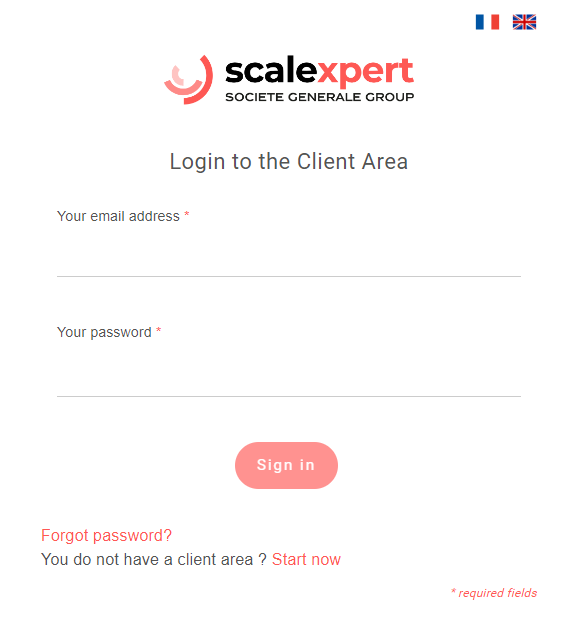 scalexpert
SOCIETE GENERALE GROUP
Login to the Client Area
Your email address *
Your password *
Sign in
Forgot password?
You do not have a client area ? Start now
* required fields